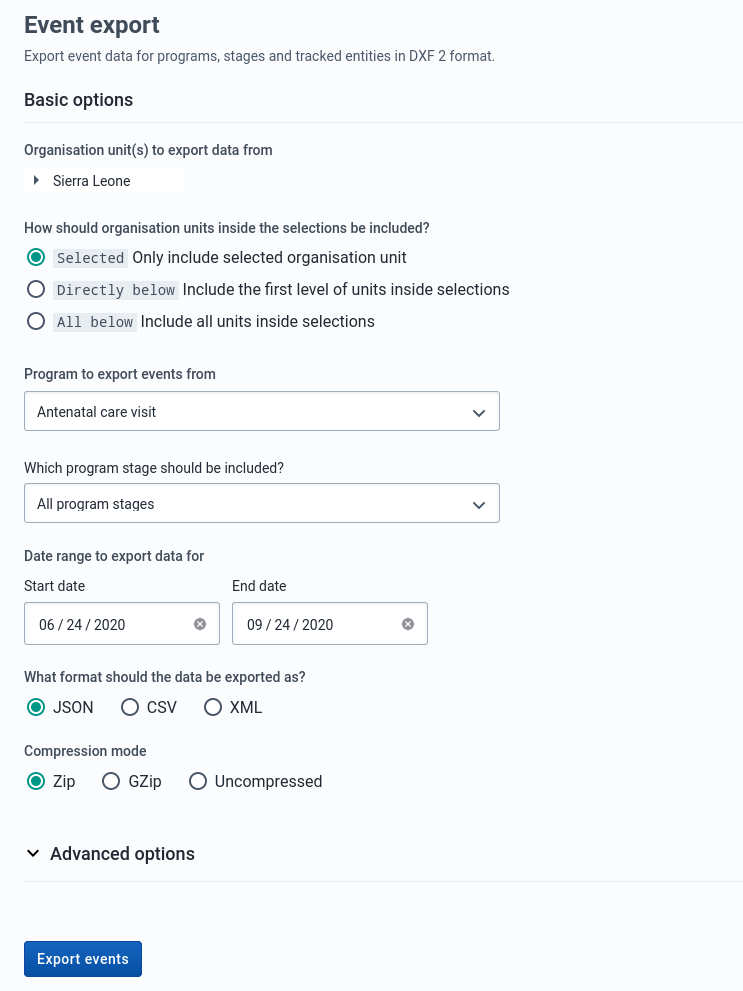 Event export
Export event data for programs, stages and tracked entities in DXF 2 format.
Basic options
Organisation unit(s) to export data from
Sierra Leone
How should organisation units inside the selections be included?
Selected Only include selected organisation unit
Directly below Include the first level of units inside selections
All below Include all units inside selections
Program to export events from
Antenatal care visit
Which program stage should be included?
All program stages
Date range to export data for
Start date End date
06 / 24 / 2020 09 / 24 / 2020
What format should the data be exported as?
JSON CSV XML
Compression mode
Zip GZip Uncompressed
Advanced options
Export events